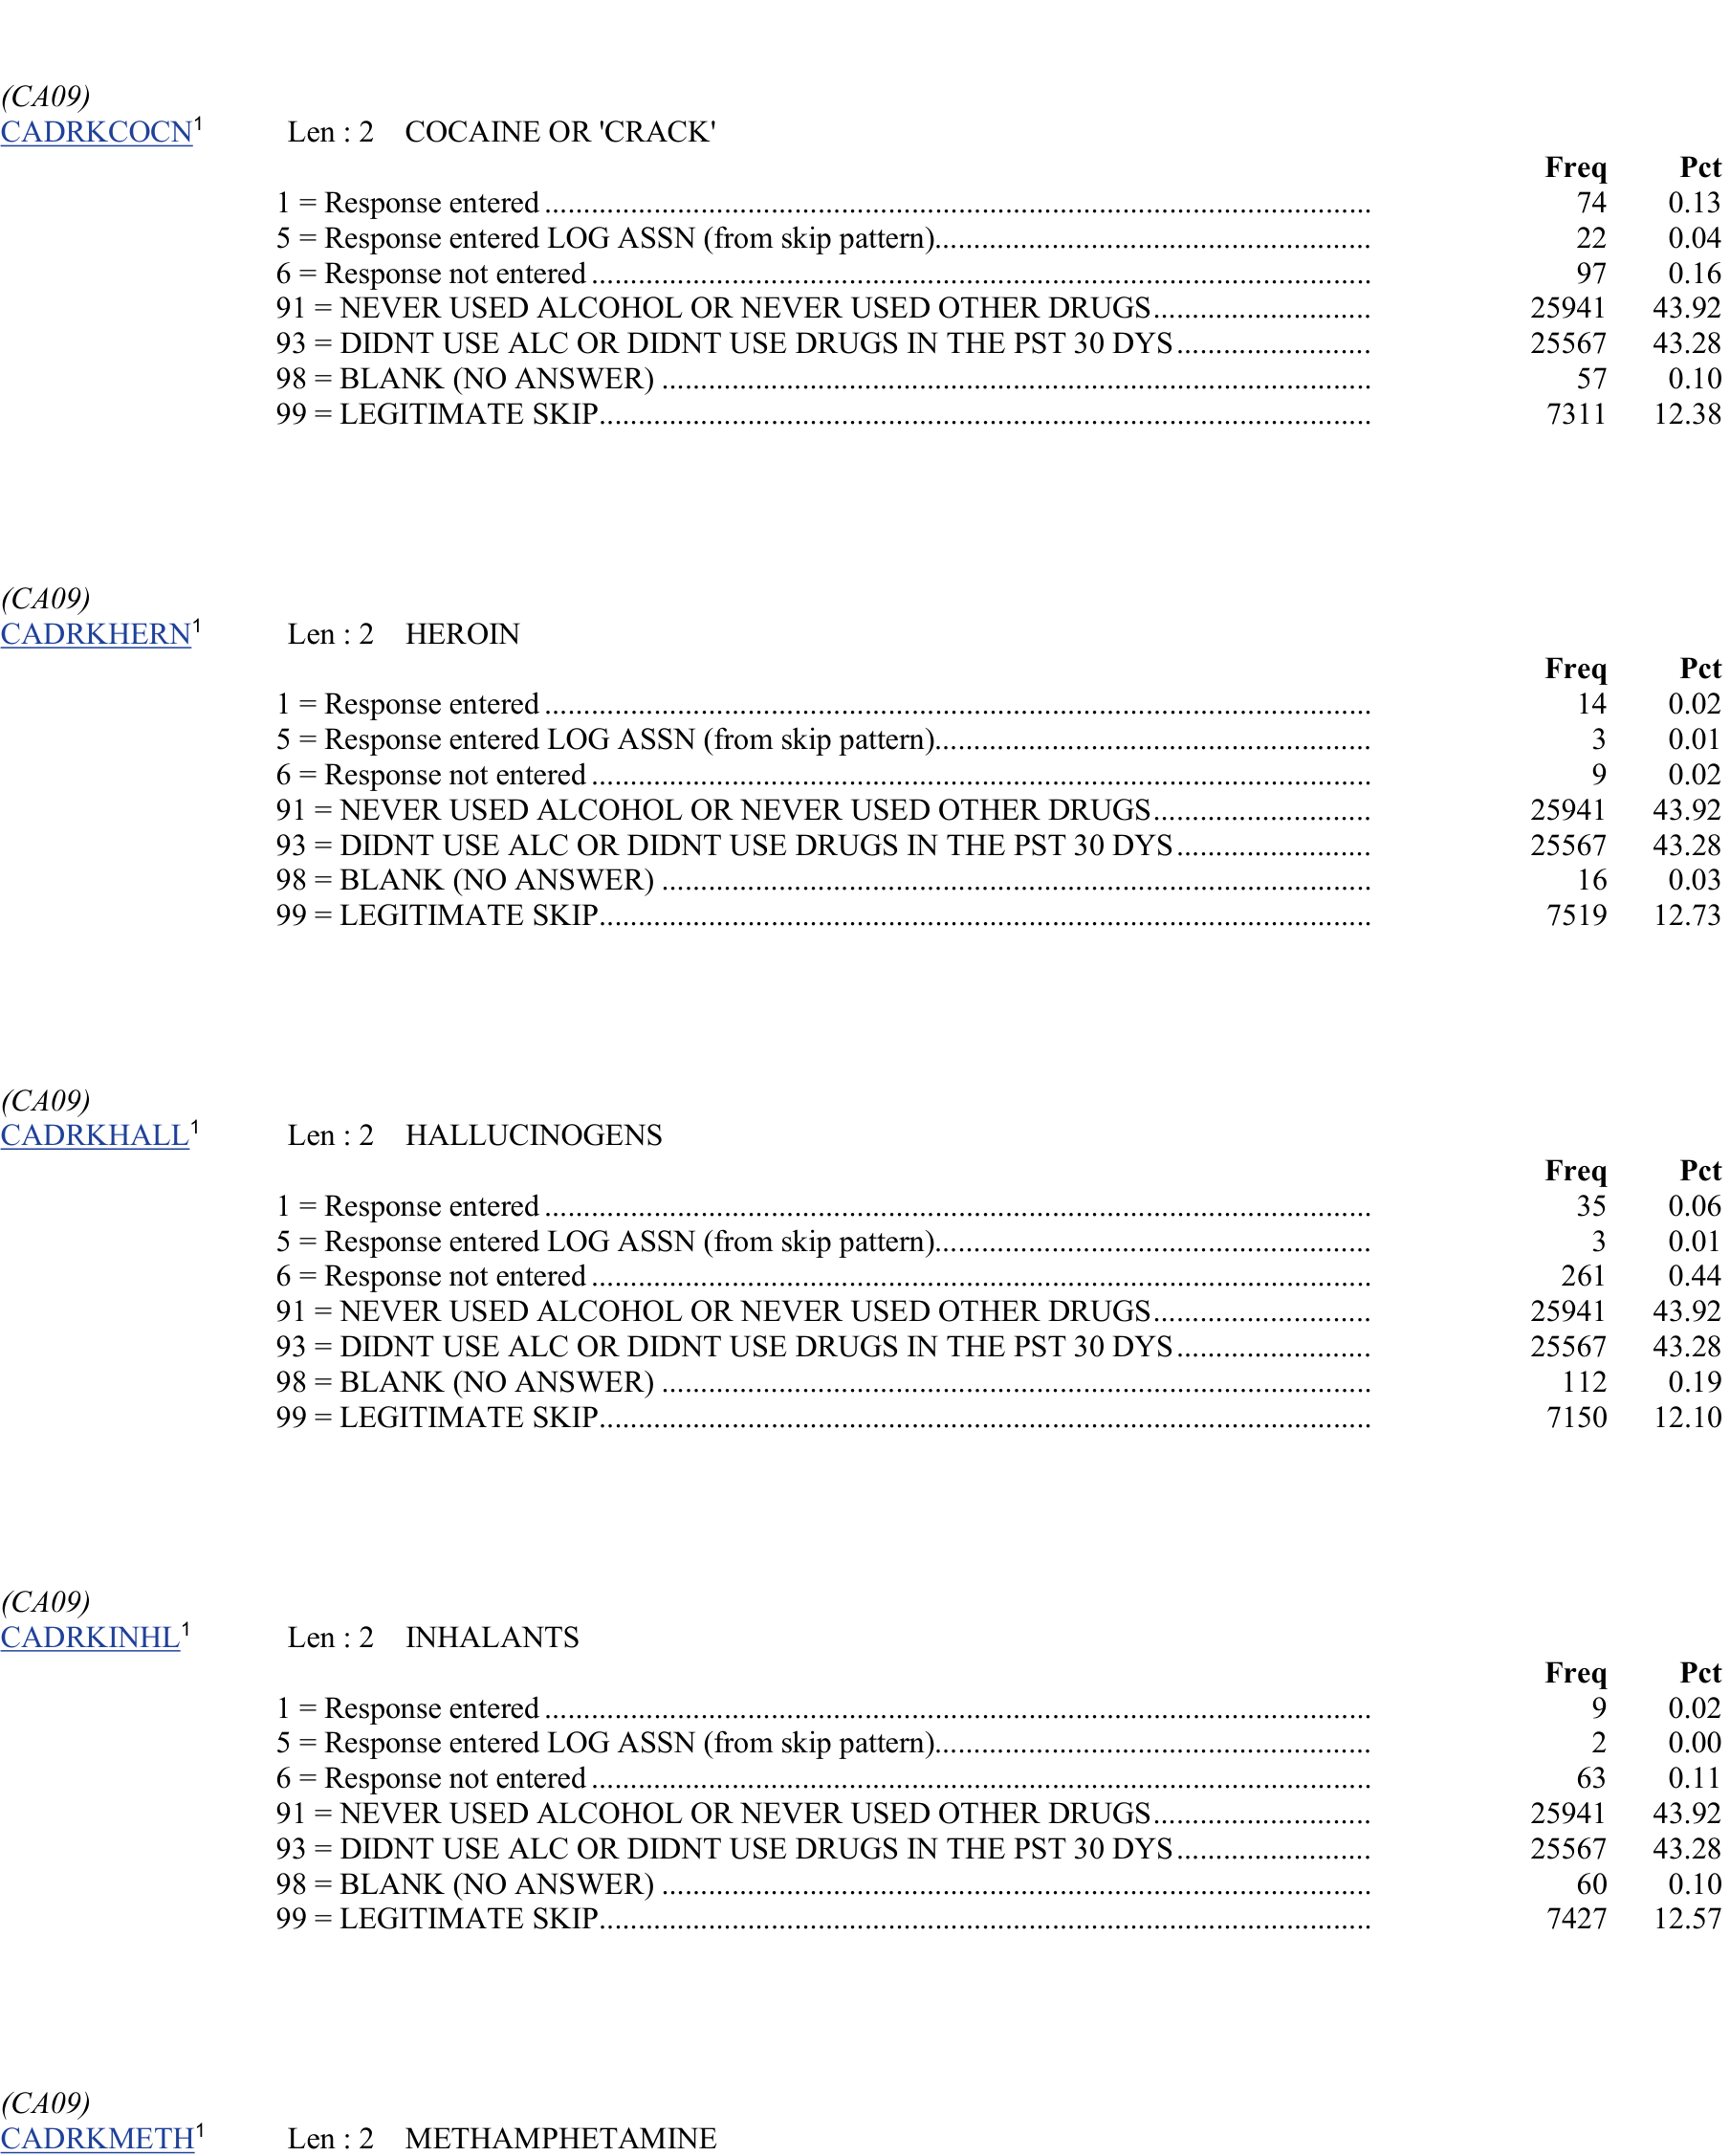 (CA09)
CADRKCOCN1 Len : 2 COCAINE OR 'CRACK'
Freq Pct
1 = Response entered 74 0.13
5 = Response entered LOG ASSN (from skip pattern) 22 0.04
6 = Response not entered 97 0.16
91 = NEVER USED ALCOHOL OR NEVER USED OTHER DRUGS 25941 43.92
93 = DIDNT USE ALC OR DIDNT USE DRUGS IN THE PST 30 DYS 25567 43.28
98 = BLANK (NO ANSWER) 57 0.10
99 = LEGITIMATE SKIP 7311 12.38
(CA09)
CADRKHERN1 Len : 2 HEROIN
Freq Pct
1 = Response entered 14 0.02
5 = Response entered LOG ASSN (from skip pattern) 3 0.01
6 = Response not entered 9 0.02
91 = NEVER USED ALCOHOL OR NEVER USED OTHER DRUGS 25941 43.92
93 = DIDNT USE ALC OR DIDNT USE DRUGS IN THE PST 30 DYS 25567 43.28
98 = BLANK (NO ANSWER) 16 0.03
99 = LEGITIMATE SKIP 7519 12.73
(CA09)
CADRKHALL1 Len : 2 HALLUCINOGENS
Freq Pct
1 = Response entered 35 0.06
5 = Response entered LOG ASSN (from skip pattern) 3 0.01
6 = Response not entered 261 0.44
91 = NEVER USED ALCOHOL OR NEVER USED OTHER DRUGS 25941 43.92
93 = DIDNT USE ALC OR DIDNT USE DRUGS IN THE PST 30 DYS 25567 43.28
98 = BLANK (NO ANSWER) 112 0.19
99 = LEGITIMATE SKIP 7150 12.10
(CA09)
CADRKINHL1 Len : 2 INHALANTS
Freq Pct
1 = Response entered 9 0.02
5 = Response entered LOG ASSN (from skip pattern) 2 0.00
6 = Response not entered 63 0.11
91 = NEVER USED ALCOHOL OR NEVER USED OTHER DRUGS 25941 43.92
93 = DIDNT USE ALC OR DIDNT USE DRUGS IN THE PST 30 DYS 25567 43.28
98 = BLANK (NO ANSWER) 60 0.10
99 = LEGITIMATE SKIP 7427 12.57
(CA09)
CADRKMETH1 Len : 2 METHAMPHETAMINE